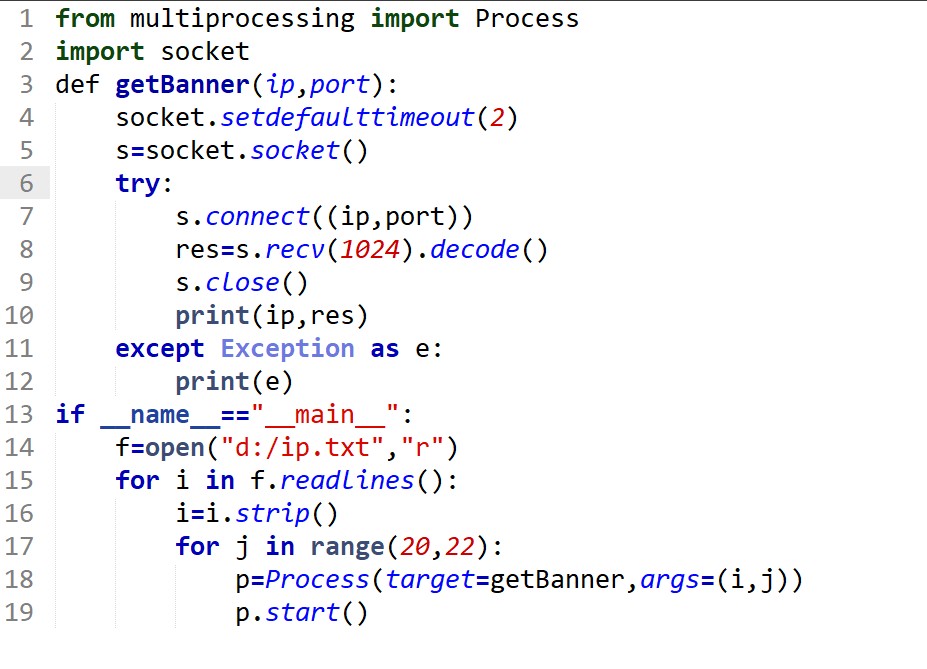 1 from multiprocessing import Process
2 import socket
3 def getBanner(ip,port):
4     socket.setdefaulttimeout(2)
5     s=socket.socket()
6     try:
7         s.connect((ip,port))
8         res=s.recv(1024).decode()
9         s.close()
10         print(ip,res)
11     except Exception as e:
12         print(e)
13 if __name__=="__main__":
14     f=open("d:/ip.txt","r")
15     for i in f.readlines():
16         i=i.strip()
17         for j in range(20,22):
18             p=Process(target=getBanner,args=(i,j))
19             p.start()